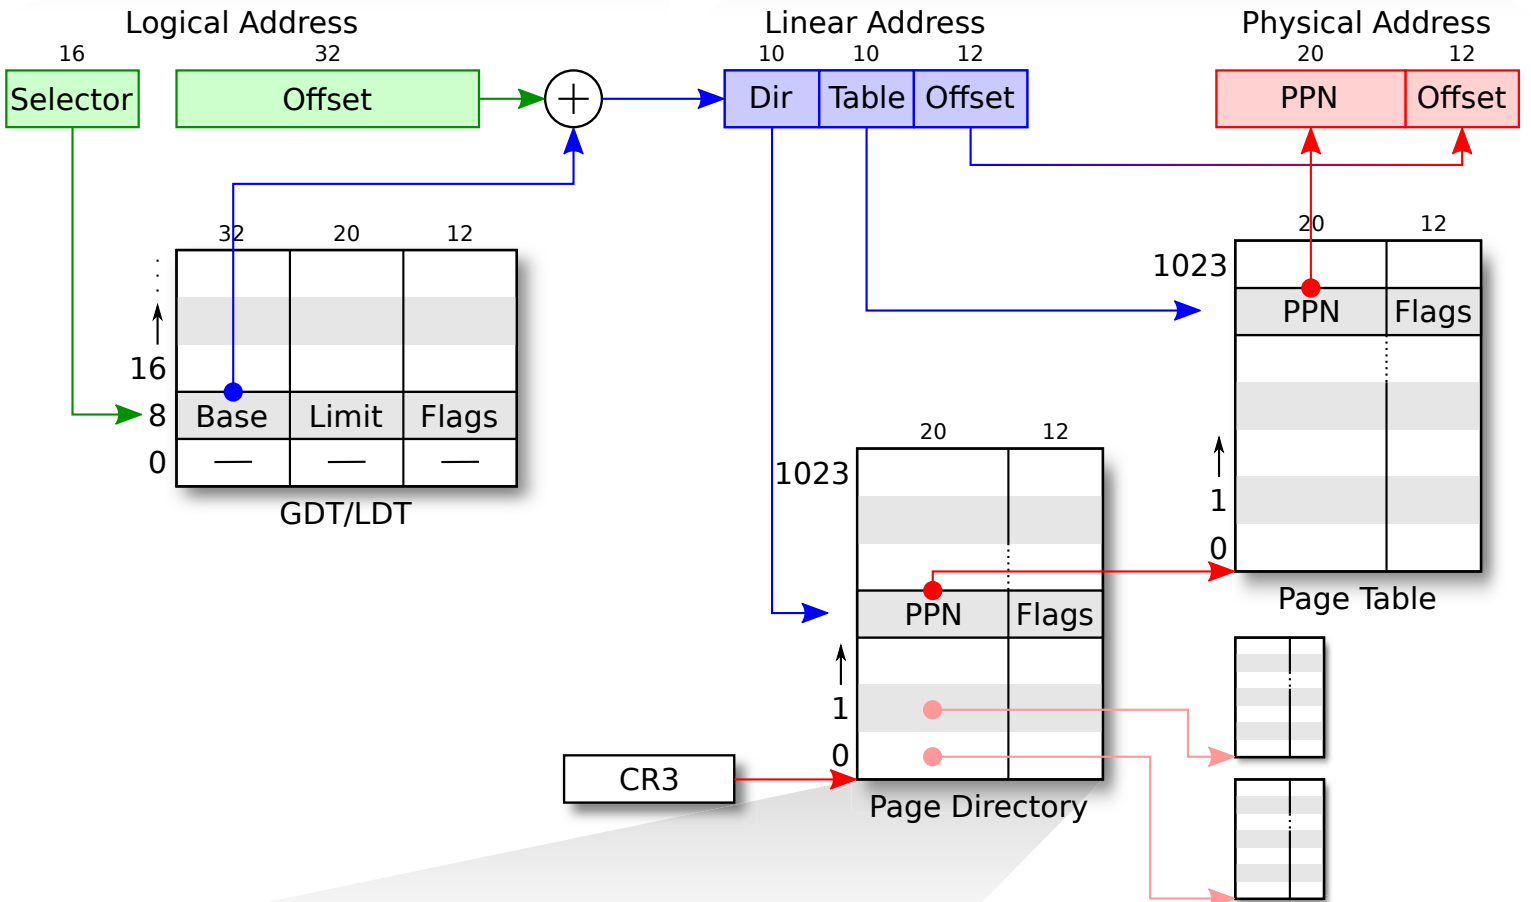 Logical Address
Linear Address
Physical Address
16
32
10
10
12
20
12
Selector
Offset
+
Dir
Table
Offset
PPN
Offset
32
20
12
20
12
1023
PPN
Flags
16
8
Base
Limit
Flags
0
— — —
GDT/LDT
20
12
1023
1
0
Page Table
PPN
Flags
1
0
CR3
Page Directory